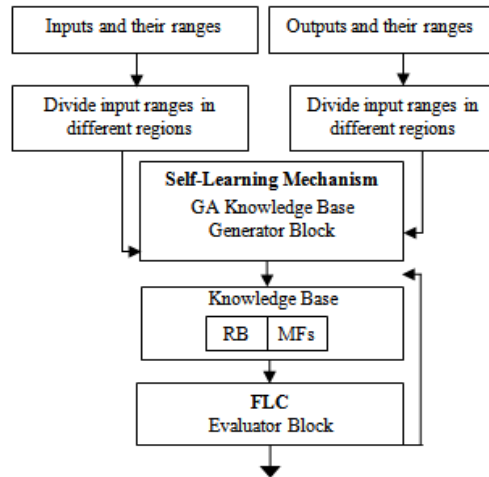 Inputs and their ranges
Outputs and their ranges
Divide input ranges in
different regions
Divide input ranges in
different regions
Self-Learning Mechanism
GA Knowledge Base
Generator Block
Knowledge Base
RB
MFs
FLC
Evaluator Block